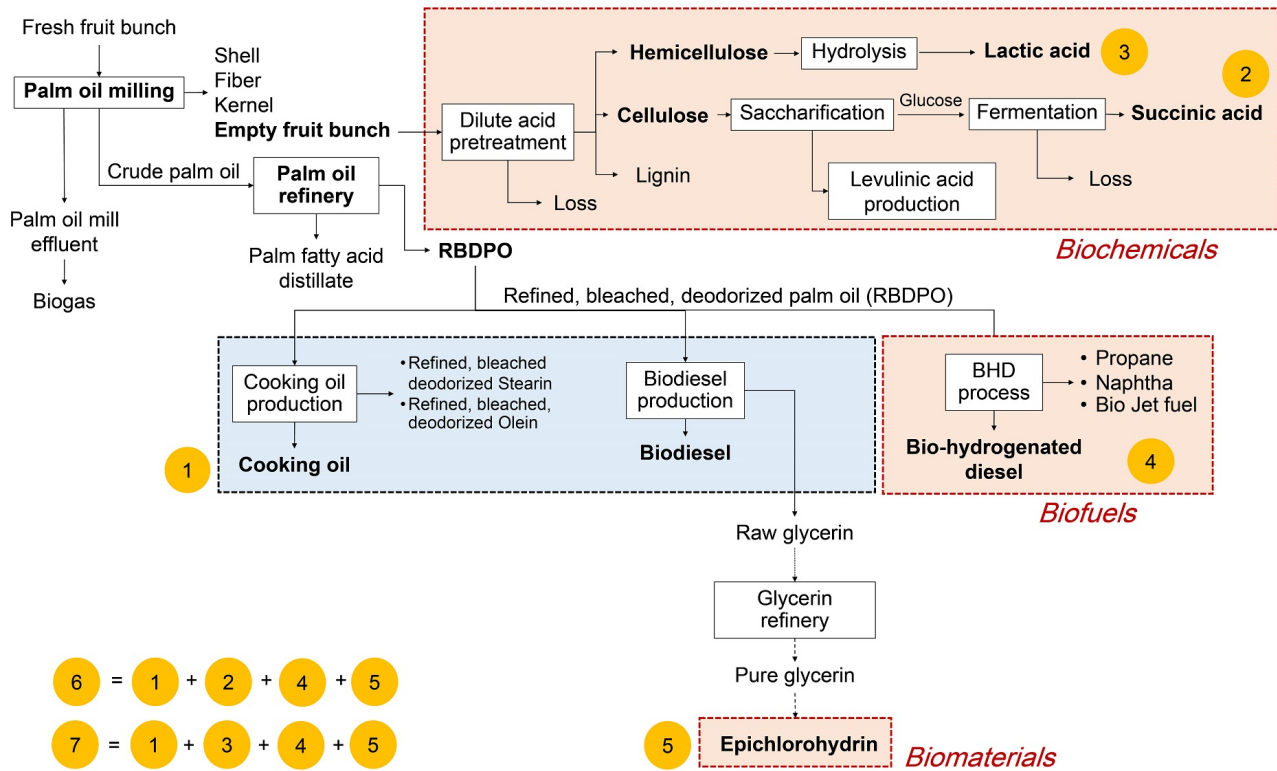 Fresh fruit bunch
Palm oil milling
Shell
Fiber
Kernel
Empty fruit bunch
Crude palm oil
Palm oil
refinery
Palm oil mill
effluent
Biogas
Palm fatty acid
distillate
RBDPO
Dilute acid
pretreatment
Loss
Hemicellulose
Hydrolysis
Lactic acid
3
2
Cellulose
Saccharification
Glucose
Fermentation
Succinic acid
Lignin
Levulinic acid
production
Loss
Biochemicals
Refined, bleached, deodorized palm oil (RBDPO)
Cooking oil
production
• Refined, bleached
deodorized Stearin
• Refined, bleached,
deodorized Olein
Cooking oil
1
Biodiesel
production
Biodiesel
BHD
process
• Propane
• Naphtha
• Bio Jet fuel
Bio-hydrogenated
diesel
4
Biofuels
Raw glycerin
Glycerin
refinery
Pure glycerin
5
Epichlorohydrin
Biomaterials
6 = 1 + 2 + 4 + 5
7 = 1 + 3 + 4 + 5